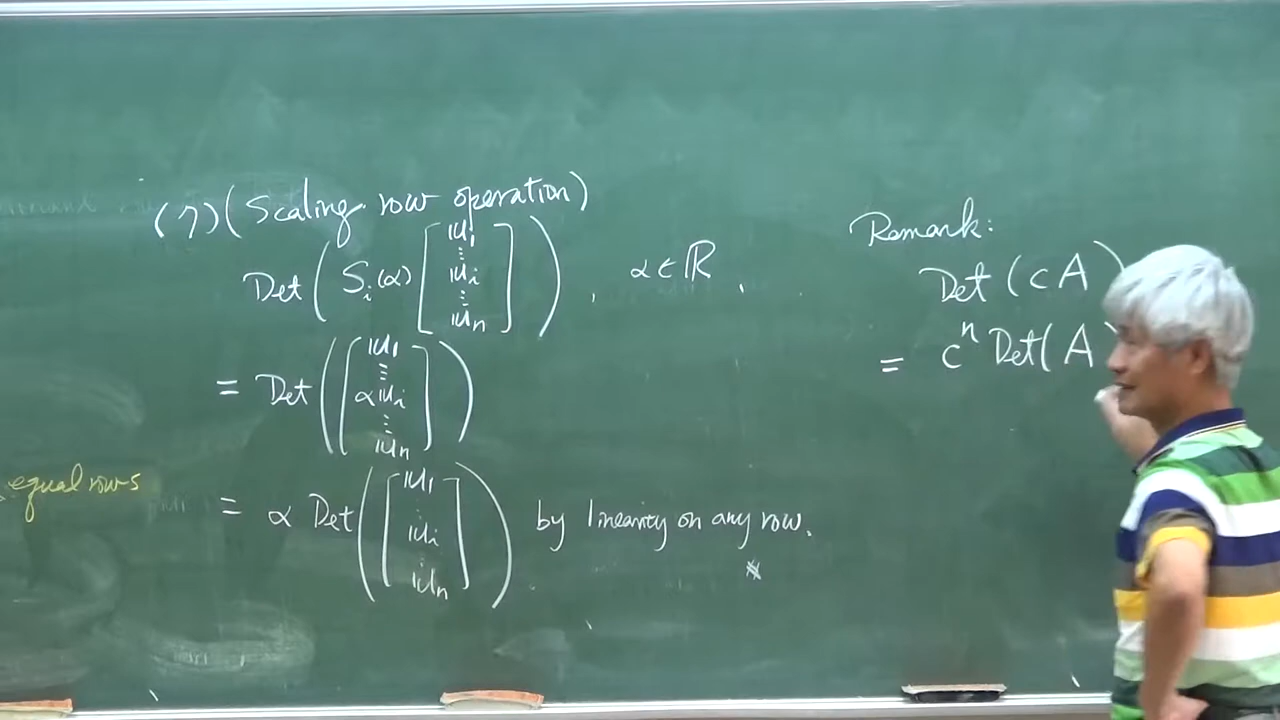 (7) (Scaling row operation)
Det ( S_i(α) [ u_1 ⋮ u_i ⋮ u_n ] ) , α ∈ ℝ ,
= Det ( [ u_1 ⋮ αu_i ⋮ u_n ] )
= α Det ( [ u_1 ⋮ u_i ⋮ u_n ] ) by linearity on any row.
equal rows
Remark:
Det (cA)
= c^n Det(A)